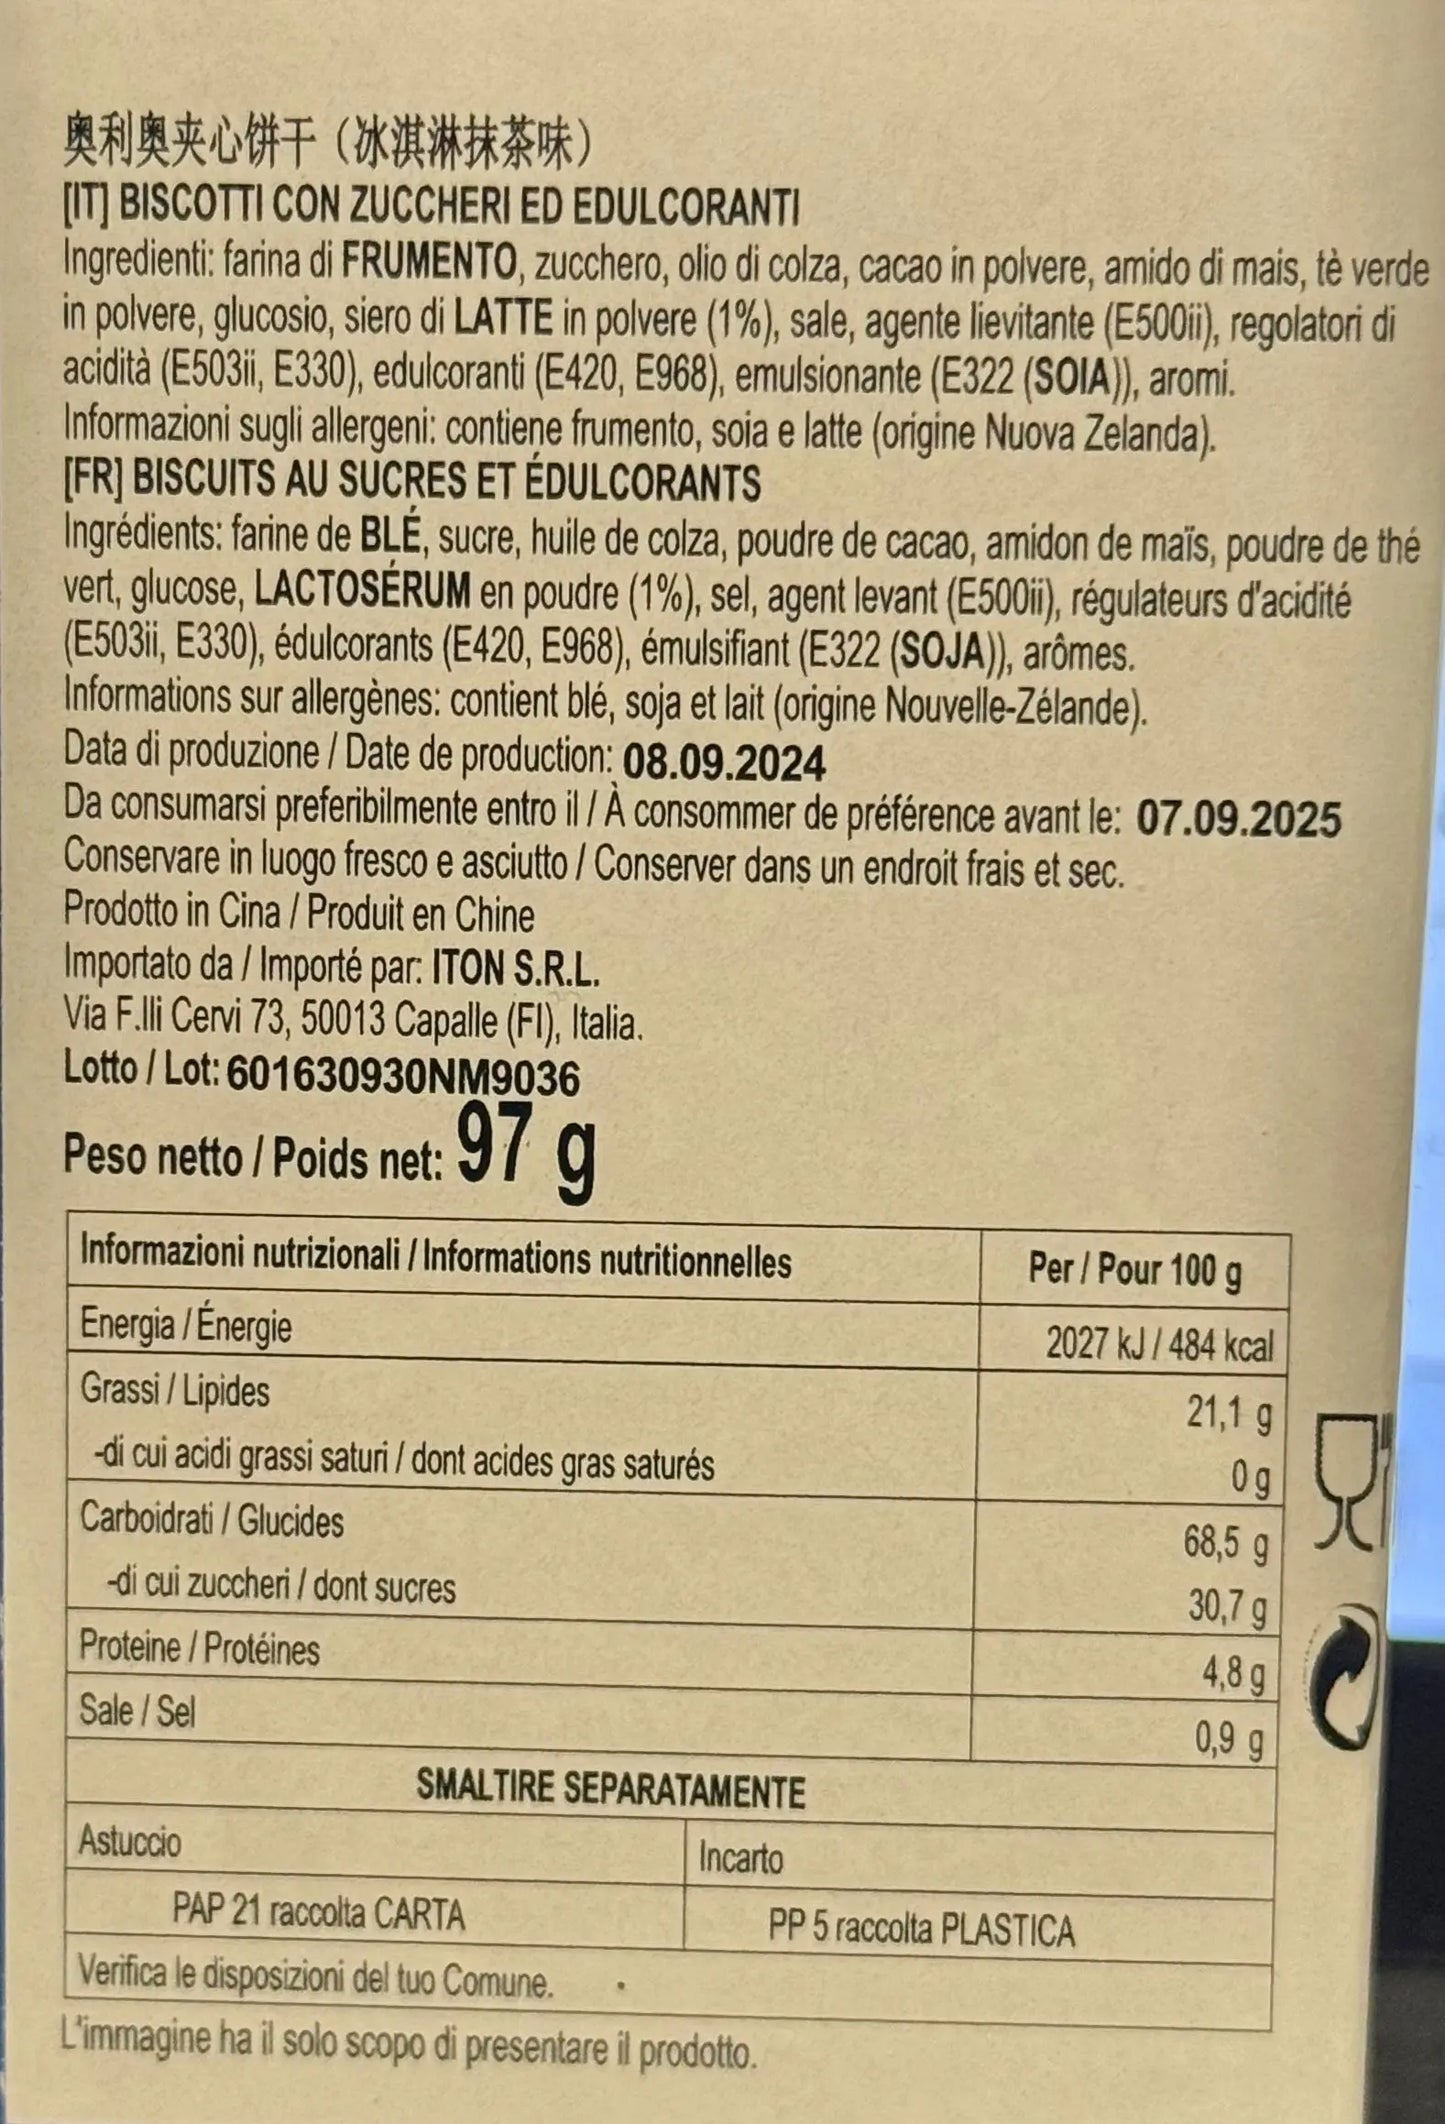 奥利奥夹心饼干（冰淇淋抹茶味）
[IT] BISCOTTI CON ZUCCHERI ED EDULCORANTI
Ingredienti: farina di FRUMENTO, zucchero, olio di colza, cacao in polvere, amido di mais, tè verde
in polvere, glucosio, siero di LATTE in polvere (1%), sale, agente lievitante (E500ii), regolatori di
acidità (E503ii, E330), edulcoranti (E420, E968), emulsionante (E322 (SOIA)), aromi.
Informazioni sugli allergeni: contiene frumento, soia e latte (origine Nuova Zelanda).
[FR] BISCUITS AU SUCRES ET ÉDULCORANTS
Ingrédients: farine de BLÉ, sucre, huile de colza, poudre de cacao, amidon de maïs, poudre de thé
vert, glucose, LACTOSÉRUM en poudre (1%), sel, agent levant (E500ii), régulateurs d'acidité
(E503ii, E330), édulcorants (E420, E968), émulsifiant (E322 (SOJA)), arômes.
Informations sur allergènes: contient blé, soja et lait (origine Nouvelle-Zélande).
Data di produzione / Date de production: 08.09.2024
Da consumarsi preferibilmente entro il / À consommer de préférence avant le: 07.09.2025
Conservare in luogo fresco e asciutto / Conserver dans un endroit frais et sec.
Prodotto in Cina / Produit en Chine
Importato da / Importé par: ITON S.R.L.
Via F.lli Cervi 73, 50013 Capalle (FI), Italia.
Lotto / Lot: 601630930NM9036
Peso netto / Poids net: 97 g
Informazioni nutrizionali / Informations nutritionnelles Per / Pour 100 g
Energia / Énergie 2027 kJ / 484 kcal
Grassi / Lipides 21,1 g
-di cui acidi grassi saturi / dont acides gras saturés 0 g
Carboidrati / Glucides 68,5 g
-di cui zuccheri / dont sucres 30,7 g
Proteine / Protéines 4,8 g
Sale / Sel 0,9 g
SMALTIRE SEPARATAMENTE
Astuccio Incarto
PAP 21 raccolta CARTA PP 5 raccolta PLASTICA
Verifica le disposizioni del tuo Comune.
L'immagine ha il solo scopo di presentare il prodotto.